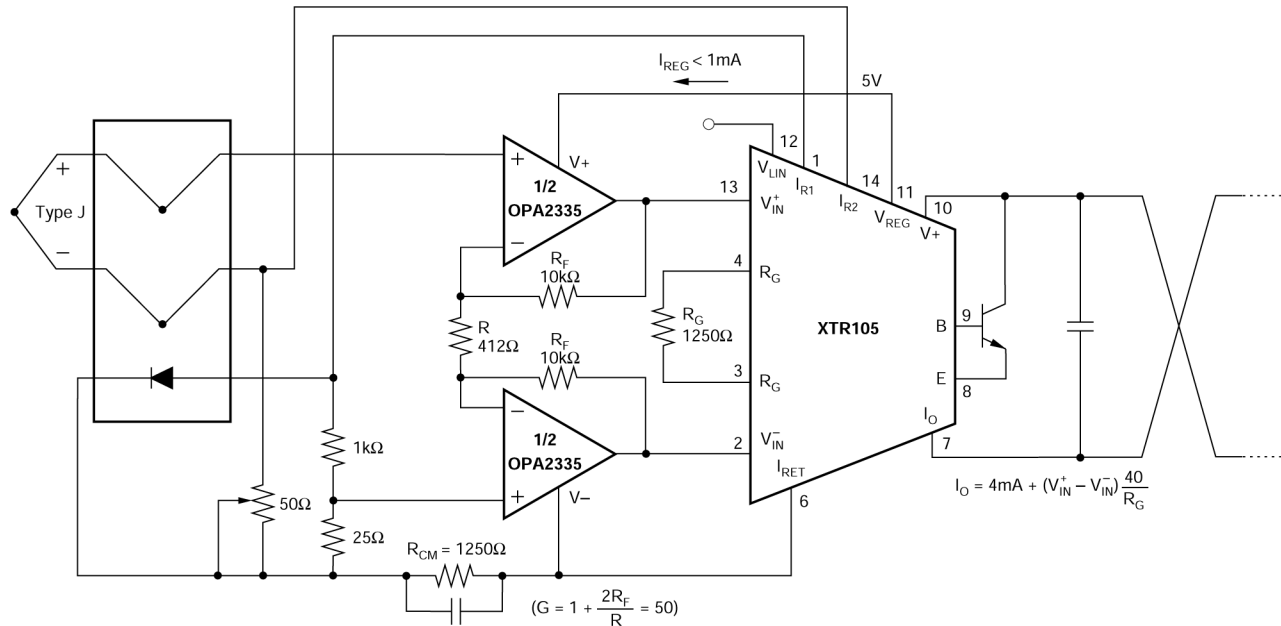 I_REG < 1mA
5V
12
1
14
11
10
V_LIN
I_R1
I_R2
V_REG
V+
+
Type J
−
+
V+
1/2
OPA2335
−
13
V_IN^+
R_F
10kΩ
4
R_G
R
412Ω
R_G
1250Ω
XTR105
B
9
R_F
10kΩ
3
R_G
E
8
−
1/2
OPA2335
+
V−
2
V_IN^−
I_RET
I_O
7
6
1kΩ
50Ω
25Ω
I_O = 4mA + (V_IN^+ − V_IN^−) 40/R_G
R_CM = 1250Ω
(G = 1 + 2R_F/R = 50)